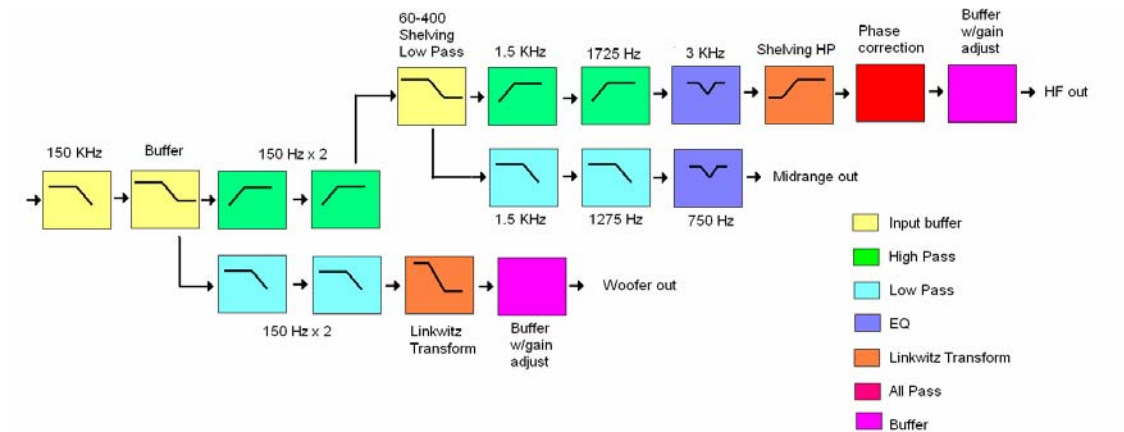 60-400
Shelving
Low Pass
1.5 KHz
1725 Hz
3 KHz
Shelving HP
Phase
correction
Buffer
w/gain
adjust
HF out
150 KHz
Buffer
150 Hz x 2
Midrange out
1.5 KHz
1275 Hz
750 Hz
150 Hz x 2
Linkwitz
Transform
Buffer
w/gain
adjust
Woofer out
Input buffer
High Pass
Low Pass
EQ
Linkwitz Transform
All Pass
Buffer